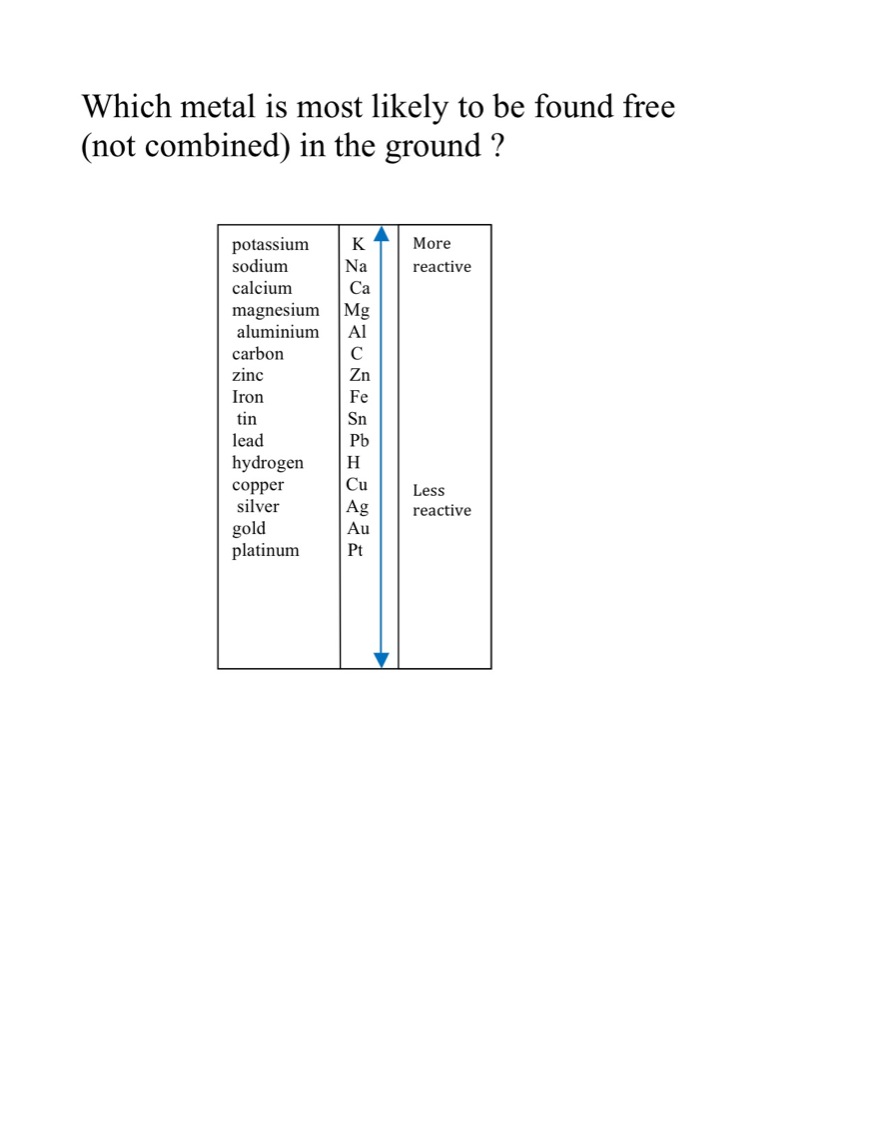 Which metal is most likely to be found free
(not combined) in the ground ?
potassium K More
sodium Na reactive
calcium Ca
magnesium Mg
aluminium Al
carbon C
zinc Zn
Iron Fe
tin Sn
lead Pb
hydrogen H
copper Cu Less
silver Ag reactive
gold Au
platinum Pt